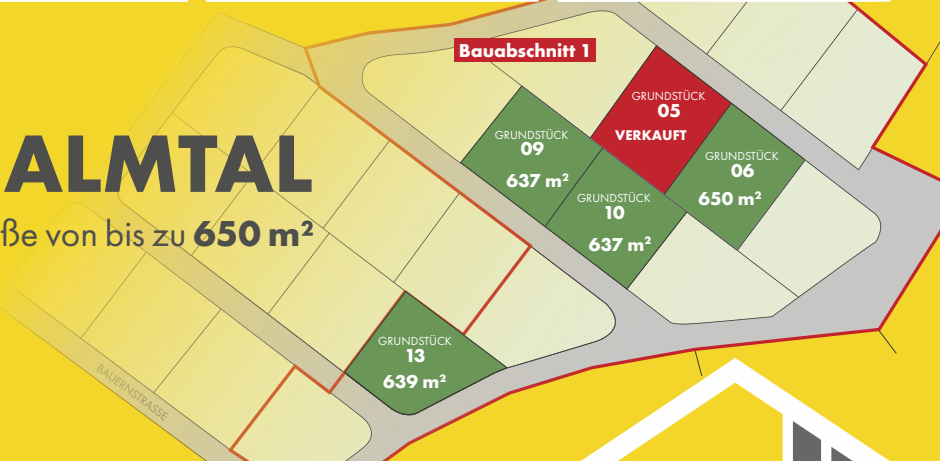 Bauabschnitt 1
GRUNDSTÜCK
05
VERKAUFT
GRUNDSTÜCK
09
637 m²
GRUNDSTÜCK
06
650 m²
GRUNDSTÜCK
10
637 m²
ALMTAL
ße von bis zu 650 m²
GRUNDSTÜCK
13
639 m²
BAUERNSTRASSE